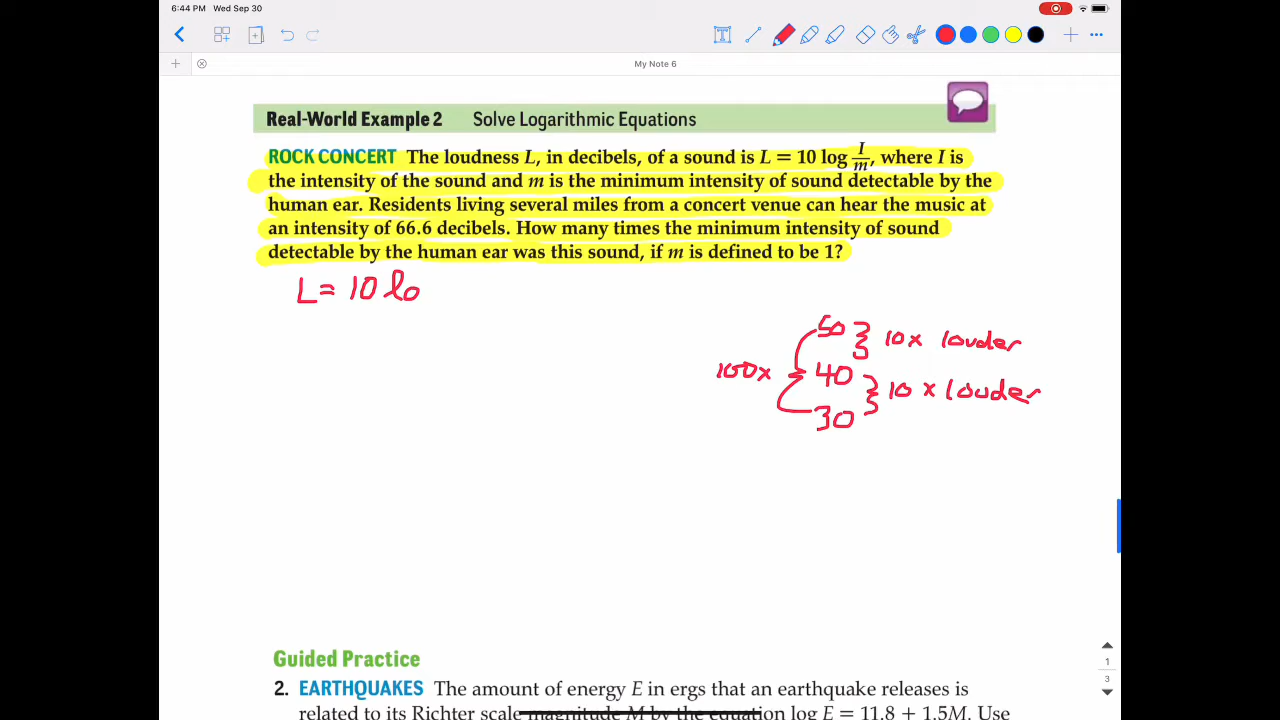 6:44 PM Wed Sep 30
My Note 6
Real-World Example 2 Solve Logarithmic Equations
ROCK CONCERT The loudness L, in decibels, of a sound is L = 10 log I/m, where I is
the intensity of the sound and m is the minimum intensity of sound detectable by the
human ear. Residents living several miles from a concert venue can hear the music at
an intensity of 66.6 decibels. How many times the minimum intensity of sound
detectable by the human ear was this sound, if m is defined to be 1?
L = 10 lo
50
10x louder
100x
40
10 x louder
30
Guided Practice
2. EARTHQUAKES The amount of energy E in ergs that an earthquake releases is
related to its Richter scale magnitude M by the equation log E = 11.8 + 1.5M. Use
1
3